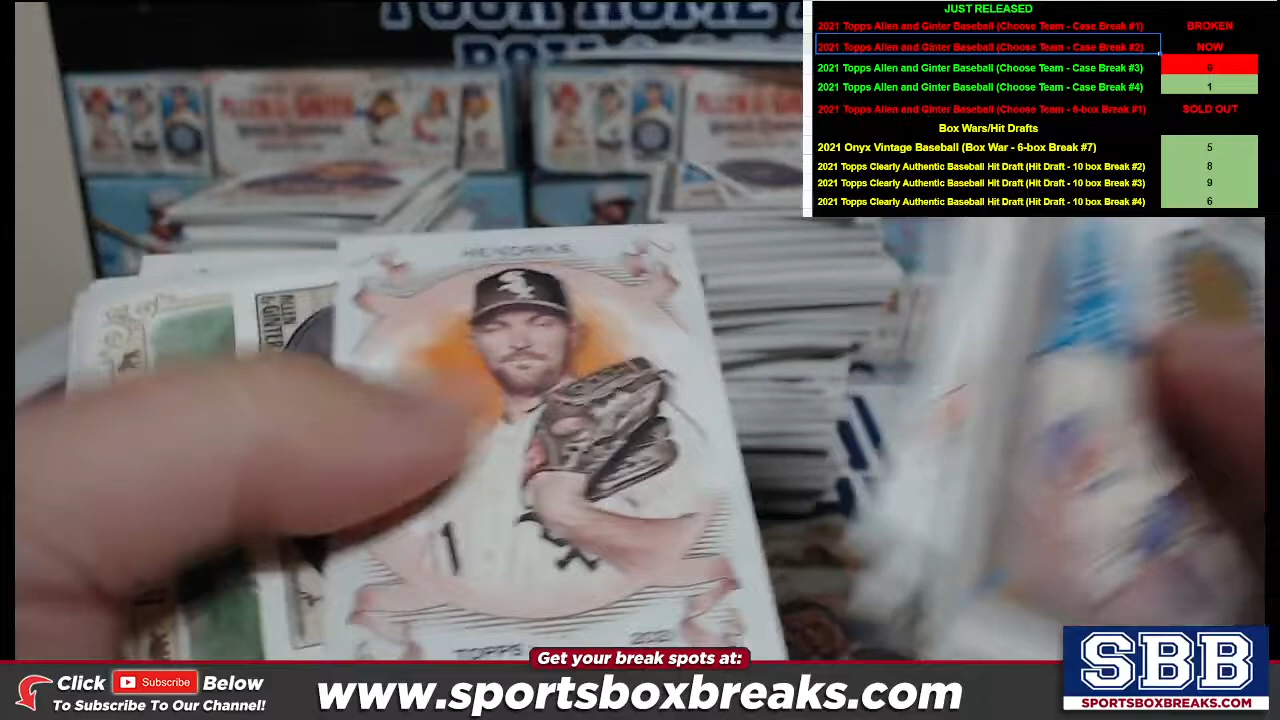 YOUR HOME
JUST RELEASED
2021 Topps Allen and Ginter Baseball (Choose Team - Case Break #1) BROKEN
2021 Topps Allen and Ginter Baseball (Choose Team - Case Break #2) NOW
2021 Topps Allen and Ginter Baseball (Choose Team - Case Break #3) 9
2021 Topps Allen and Ginter Baseball (Choose Team - Case Break #4) 1
2021 Topps Allen and Ginter Baseball (Choose Team - 6-box Break #1) SOLD OUT
Box Wars/Hit Drafts
2021 Onyx Vintage Baseball (Box War - 6-box Break #7) 5
2021 Topps Clearly Authentic Baseball Hit Draft (Hit Draft - 10 box Break #2) 8
2021 Topps Clearly Authentic Baseball Hit Draft (Hit Draft - 10 box Break #3) 9
2021 Topps Clearly Authentic Baseball Hit Draft (Hit Draft - 10 box Break #4) 6
HENDRIKS
ALLEN
& GINTER
1
TOPPS 2021
Get your break spots at:
Click Subscribe Below
To Subscribe To Our Channel!
www.sportsboxbreaks.com
SBB
SPORTSBOXBREAKS.COM